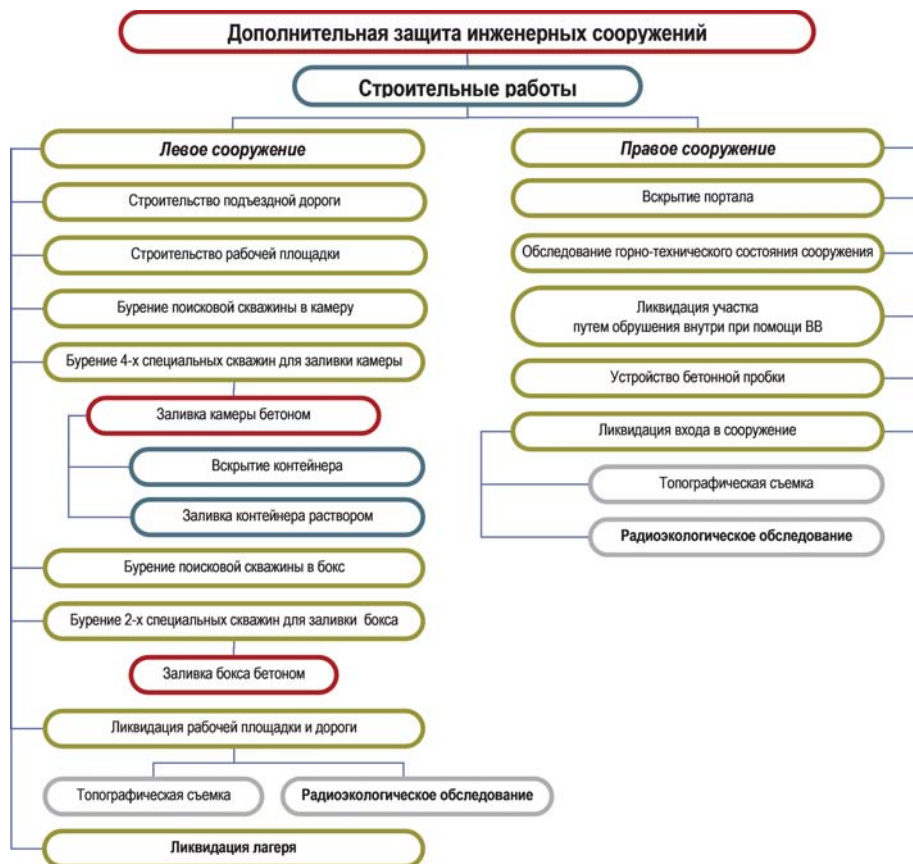 Дополнительная защита инженерных сооружений
Строительные работы
Левое сооружение
Строительство подъездной дороги
Строительство рабочей площадки
Бурение поисковой скважины в камеру
Бурение 4-х специальных скважин для заливки камеры
Заливка камеры бетоном
Вскрытие контейнера
Заливка контейнера раствором
Бурение поисковой скважины в бокс
Бурение 2-х специальных скважин для заливки бокса
Заливка бокса бетоном
Ликвидация рабочей площадки и дороги
Топографическая съемка
Радиоэкологическое обследование
Ликвидация лагеря
Правое сооружение
Вскрытие портала
Обследование горно-технического состояния сооружения
Ликвидация участка
путем обрушения внутри при помощи ВВ
Устройство бетонной пробки
Ликвидация входа в сооружение
Топографическая съемка
Радиоэкологическое обследование